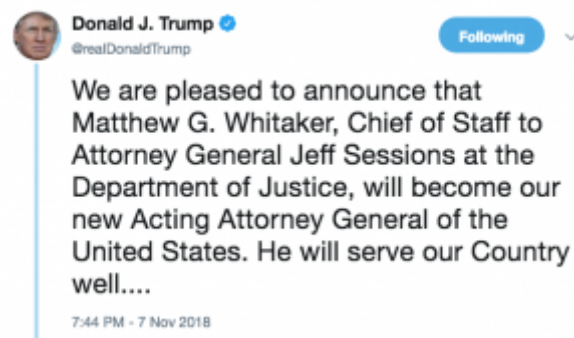 Donald J. Trump
@realDonaldTrump
Following
We are pleased to announce that
Matthew G. Whitaker, Chief of Staff to
Attorney General Jeff Sessions at the
Department of Justice, will become our
new Acting Attorney General of the
United States. He will serve our Country
well....
7:44 PM - 7 Nov 2018